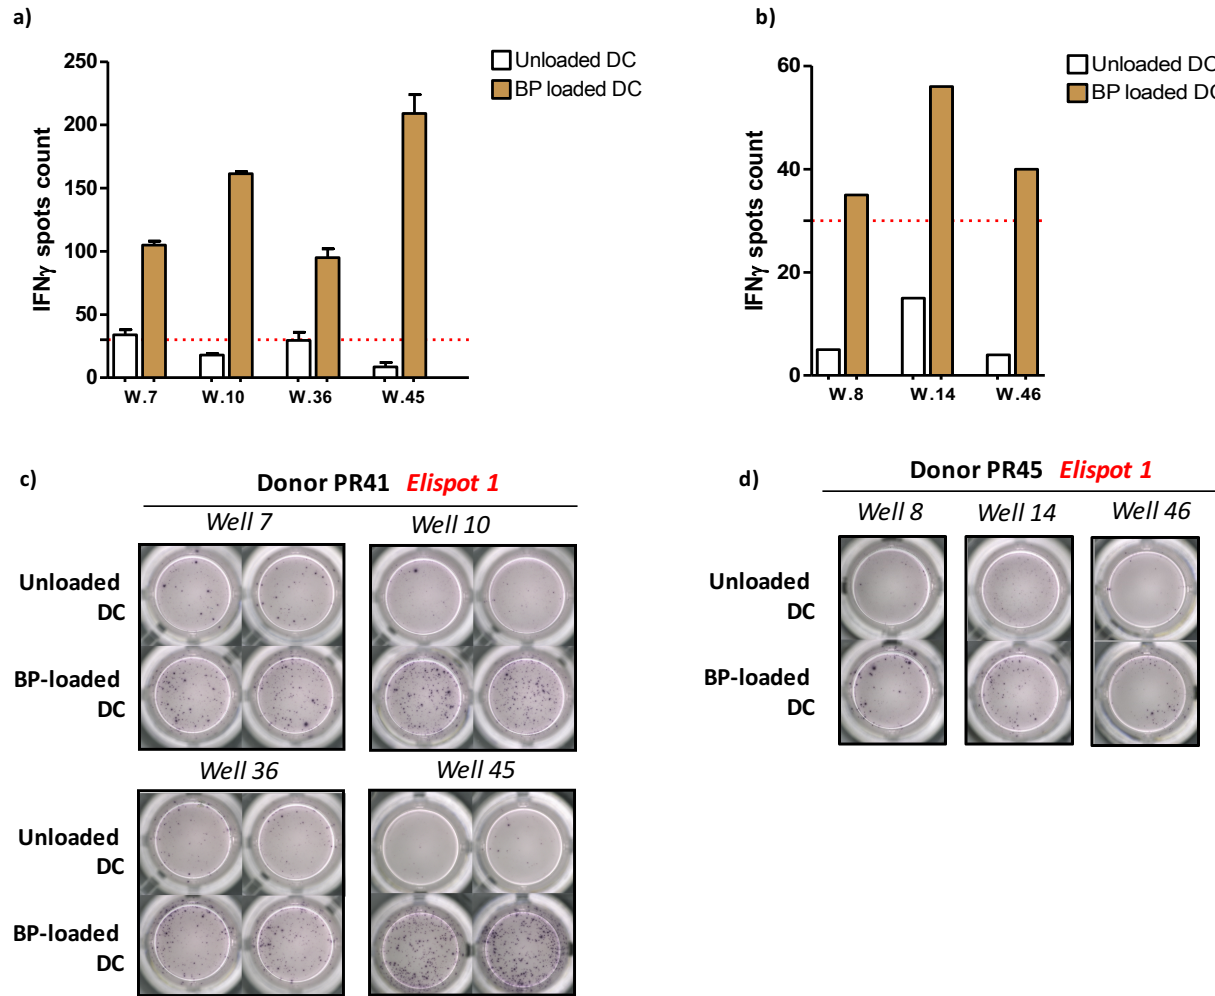 a)
250
200
150
100
50
0
IFNγ spots count
Unloaded DC
BP loaded DC
W.7 W.10 W.36 W.45
b)
60
40
20
0
IFNγ spots count
Unloaded DC
BP loaded DC
W.8 W.14 W.46
c)
Donor PR41 Elispot 1
Well 7 Well 10
Unloaded
DC
BP-loaded
DC
Well 36 Well 45
Unloaded
DC
BP-loaded
DC
d)
Donor PR45 Elispot 1
Well 8 Well 14 Well 46
Unloaded
DC
BP-loaded
DC